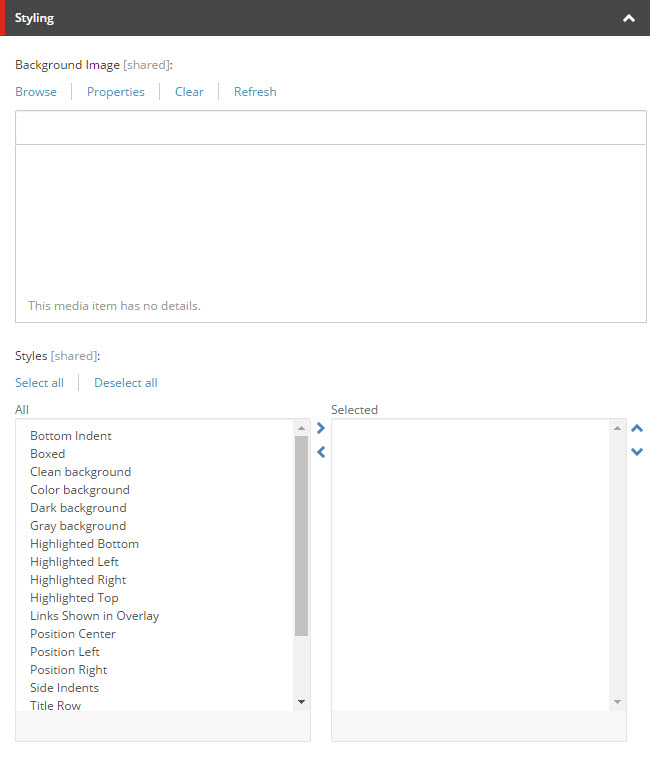 Styling
Background Image [shared]:
Browse Properties Clear Refresh
This media item has no details.
Styles [shared]:
Select all Deselect all
All Selected
Bottom Indent
Boxed
Clean background
Color background
Dark background
Gray background
Highlighted Bottom
Highlighted Left
Highlighted Right
Highlighted Top
Links Shown in Overlay
Position Center
Position Left
Position Right
Side Indents
Title Row